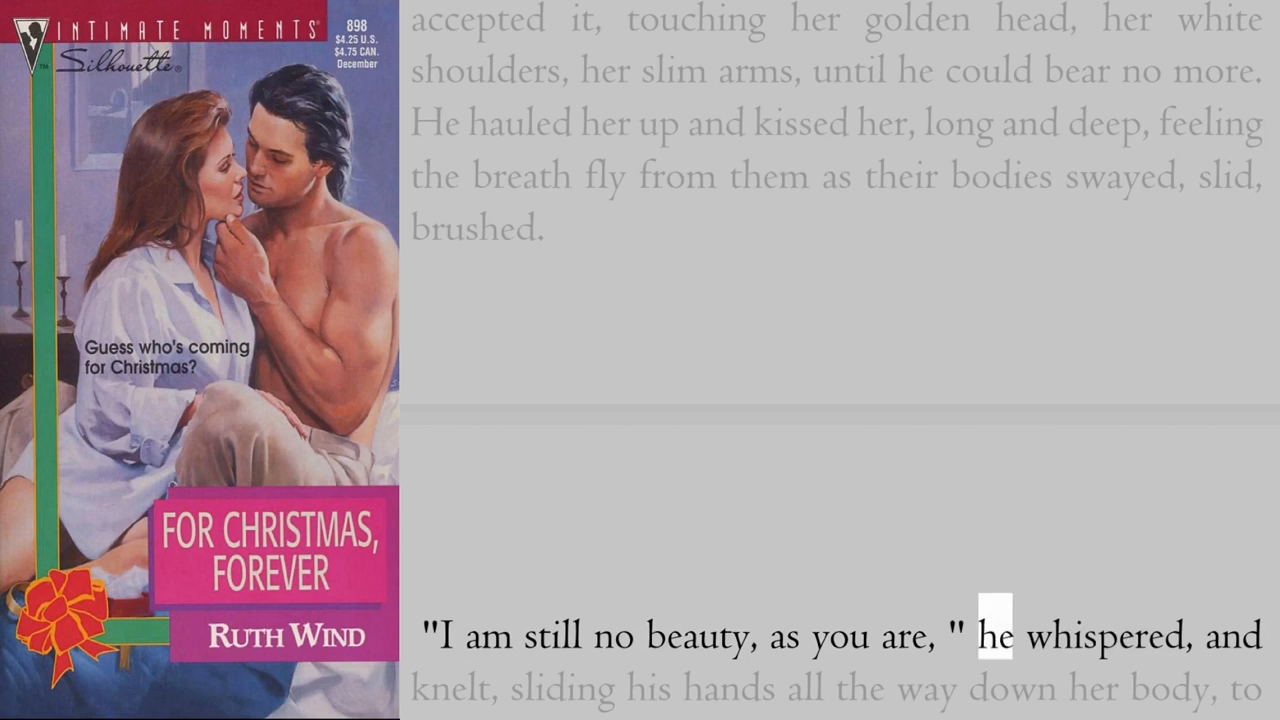 INTIMATE MOMENTS®
Silhouette®
TM
898
$4.25 U.S.
$4.75 CAN.
December
Guess who's coming
for Christmas?
FOR CHRISTMAS,
FOREVER
RUTH WIND
accepted it, touching her golden head, her white
shoulders, her slim arms, until he could bear no more.
He hauled her up and kissed her, long and deep, feeling
the breath fly from them as their bodies swayed, slid,
brushed.
"I am still no beauty, as you are, " he whispered, and
knelt, sliding his hands all the way down her body, to